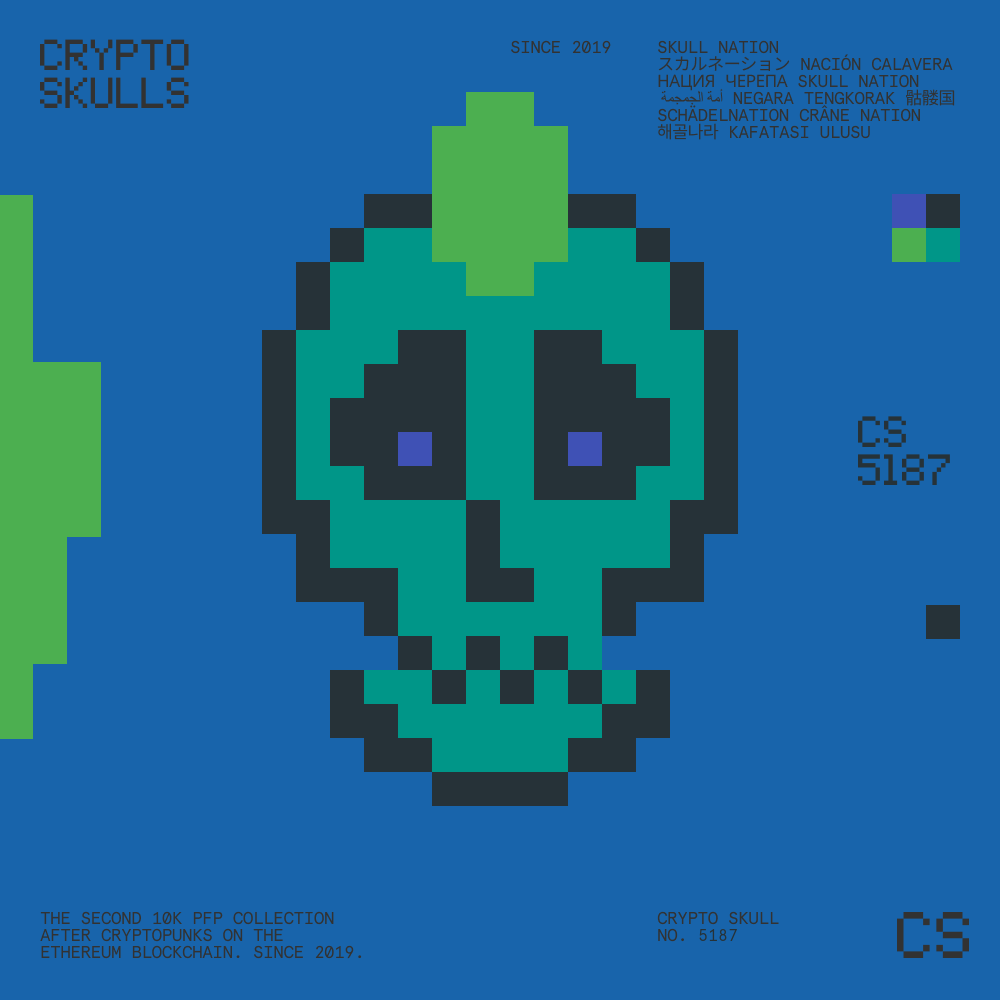 CRYPTO
SKULLS
SINCE 2019
SKULL NATION
スカルネーション NACIÓN CALAVERA
НАЦИЯ ЧЕРЕПА SKULL NATION
أمة الجمجمة NEGARA TENGKORAK 骷髅国
SCHÄDELNATION CRÂNE NATION
해골나라 KAFATASI ULUSU
CS
5187
THE SECOND 10K PFP COLLECTION
AFTER CRYPTOPUNKS ON THE
ETHEREUM BLOCKCHAIN. SINCE 2019.
CRYPTO SKULL
NO. 5187
CS